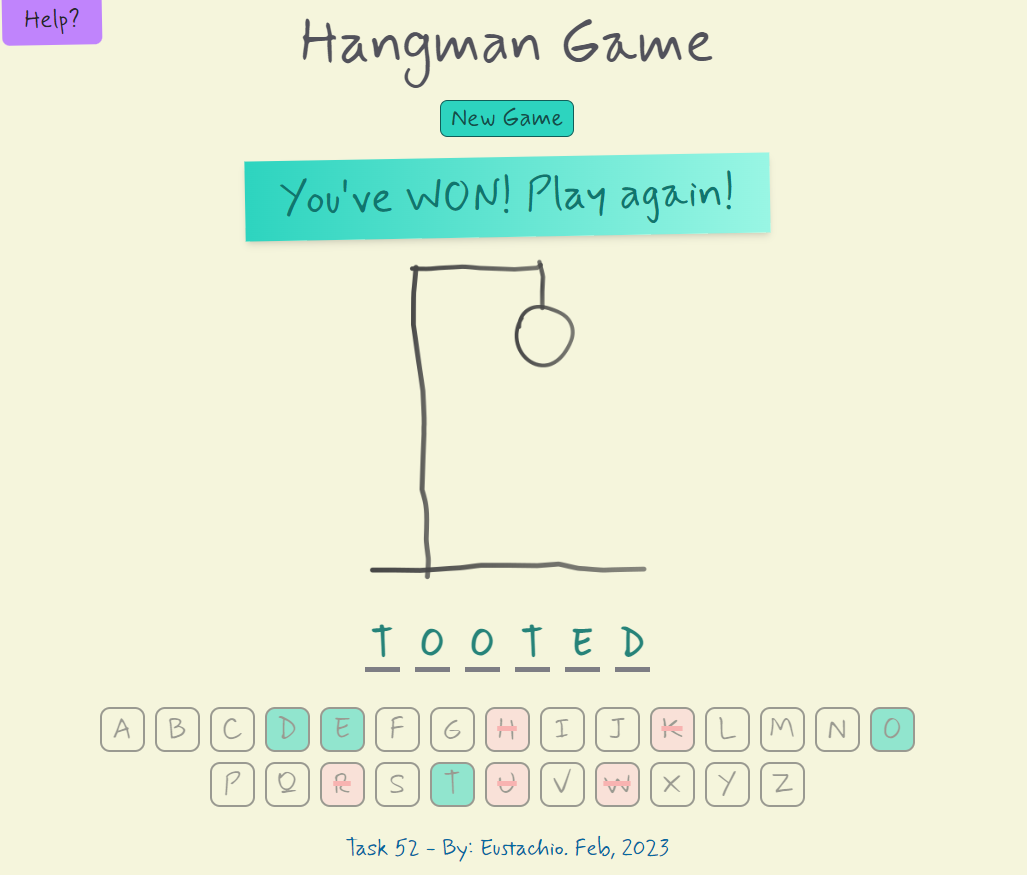 Help?
Hangman Game
New Game
You've WON! Play again!
T O O T E D
A B C D E F G H I J K L M N O
P Q R S T U V W X Y Z
Task 52 - By: Eustachio. Feb, 2023